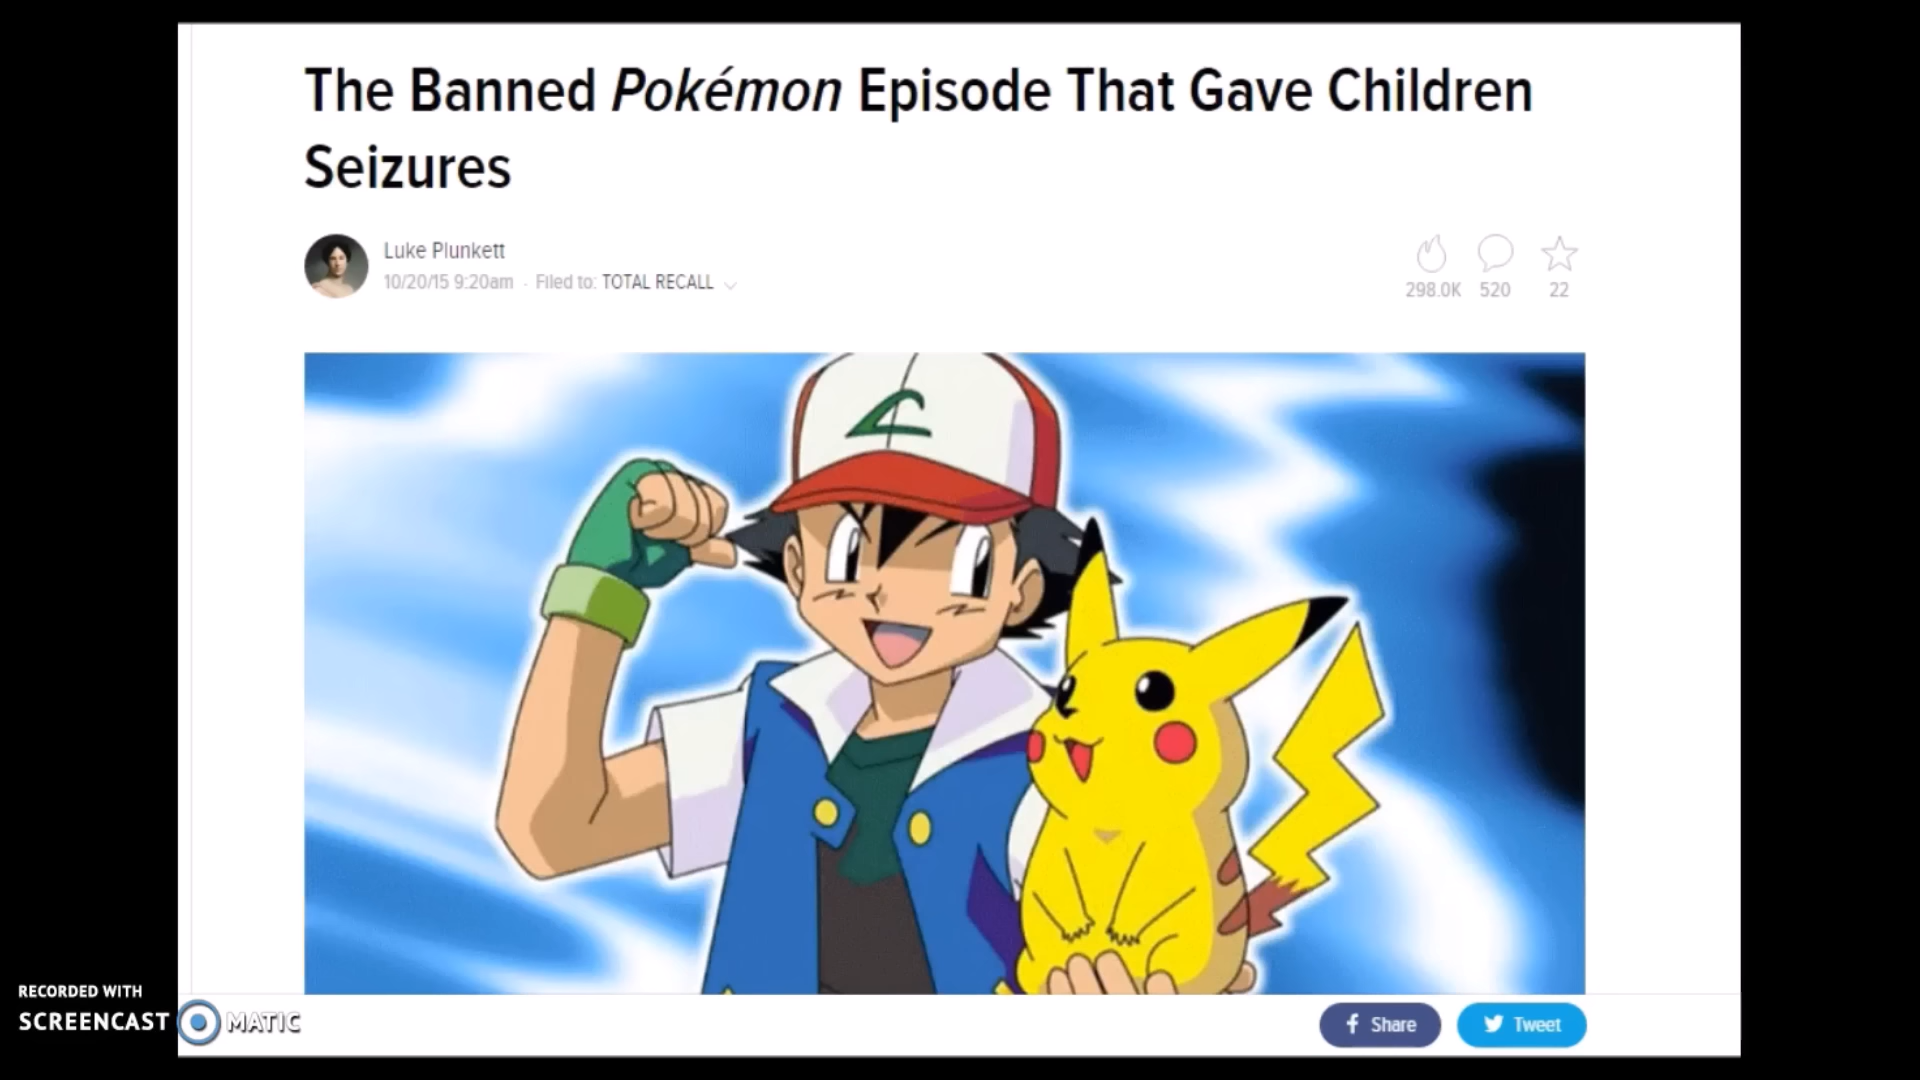 The Banned Pokémon Episode That Gave Children
Seizures
Luke Plunkett
10/20/15 9:20am · Filed to: TOTAL RECALL
298.0K 520 22
RECORDED WITH
SCREENCAST MATIC
Share Tweet